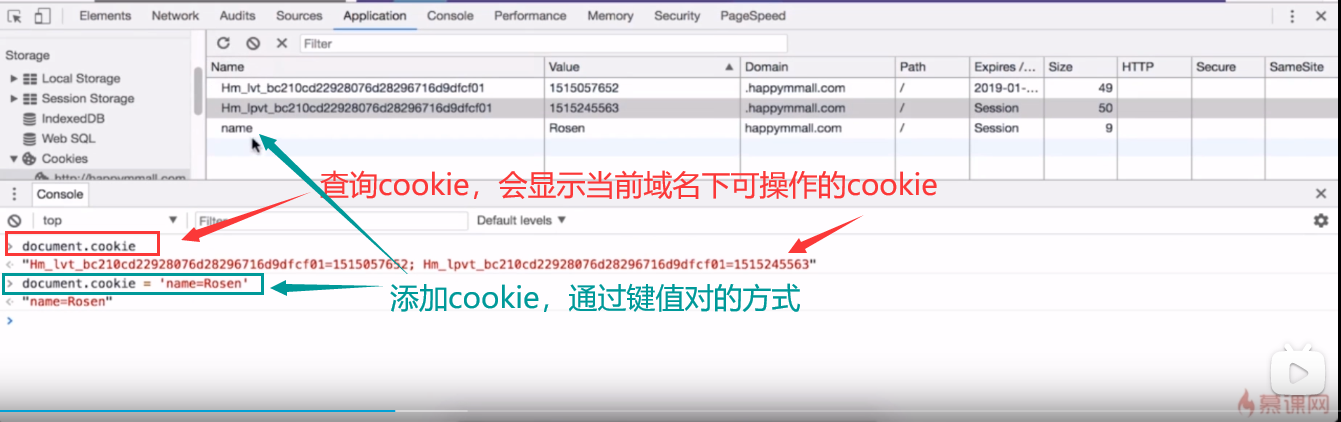 Elements Network Audits Sources Application Console Performance Memory Security PageSpeed
Storage
Filter
Name Value Domain Path Expires /... Size HTTP Secure SameSite
Local Storage
Hm_lvt_bc210cd22928076d28296716d9dfcf01 1515057652 .happymmall.com / 2019-01-... 49
Session Storage
Hm_lpvt_bc210cd22928076d28296716d9dfcf01 1515245563 .happymmall.com / Session 50
IndexedDB
name Rosen happymmall.com / Session 9
Web SQL
Cookies
http://happymmall.com
查询cookie，会显示当前域名下可操作的cookie
Console
top Filter Default levels
document.cookie
"Hm_lvt_bc210cd22928076d28296716d9dfcf01=1515057652; Hm_lpvt_bc210cd22928076d28296716d9dfcf01=1515245563"
document.cookie = 'name=Rosen'
"name=Rosen"
添加cookie，通过键值对的方式
慕课网